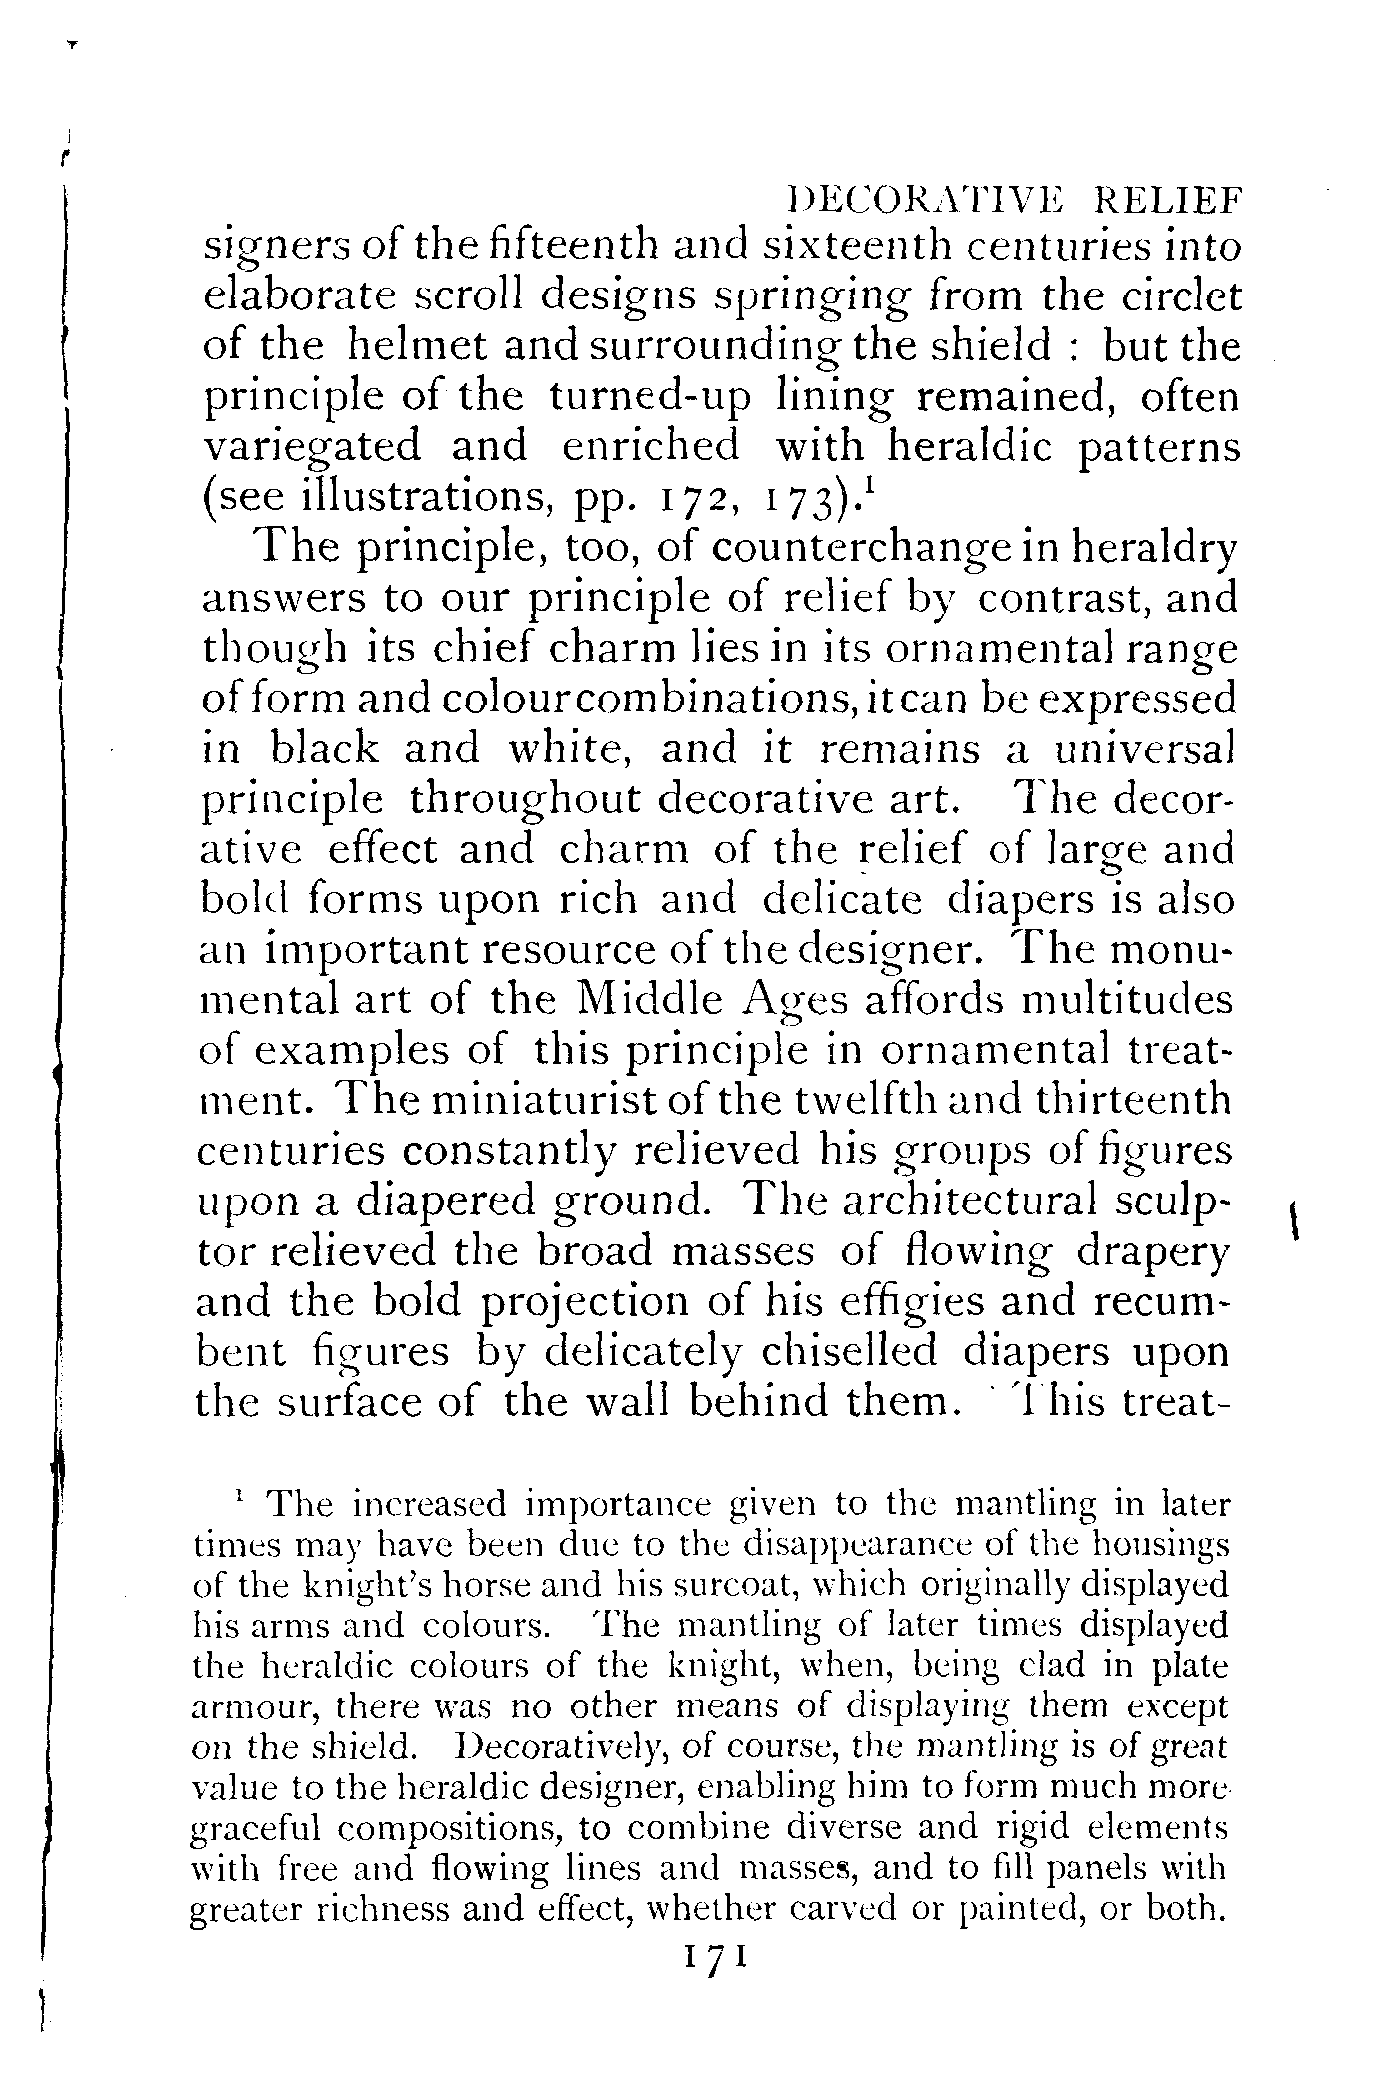 DECORATIVE RELIEF
signers of the fifteenth and sixteenth centuries into
elaborate scroll designs springing from the circlet
of the helmet and surrounding the shield : but the
principle of the turned-up lining remained, often
variegated and enriched with heraldic patterns
(see illustrations, pp. 172, 173).¹
The principle, too, of counterchange in heraldry
answers to our principle of relief by contrast, and
though its chief charm lies in its ornamental range
of form and colour combinations, it can be expressed
in black and white, and it remains a universal
principle throughout decorative art. The decor-
ative effect and charm of the relief of large and
bold forms upon rich and delicate diapers is also
an important resource of the designer. The monu-
mental art of the Middle Ages affords multitudes
of examples of this principle in ornamental treat-
ment. The miniaturist of the twelfth and thirteenth
centuries constantly relieved his groups of figures
upon a diapered ground. The architectural sculp-
tor relieved the broad masses of flowing drapery
and the bold projection of his effigies and recum-
bent figures by delicately chiselled diapers upon
the surface of the wall behind them. This treat-
¹ The increased importance given to the mantling in later
times may have been due to the disappearance of the housings
of the knight's horse and his surcoat, which originally displayed
his arms and colours. The mantling of later times displayed
the heraldic colours of the knight, when, being clad in plate
armour, there was no other means of displaying them except
on the shield. Decoratively, of course, the mantling is of great
value to the heraldic designer, enabling him to form much more
graceful compositions, to combine diverse and rigid elements
with free and flowing lines and masses, and to fill panels with
greater richness and effect, whether carved or painted, or both.
171